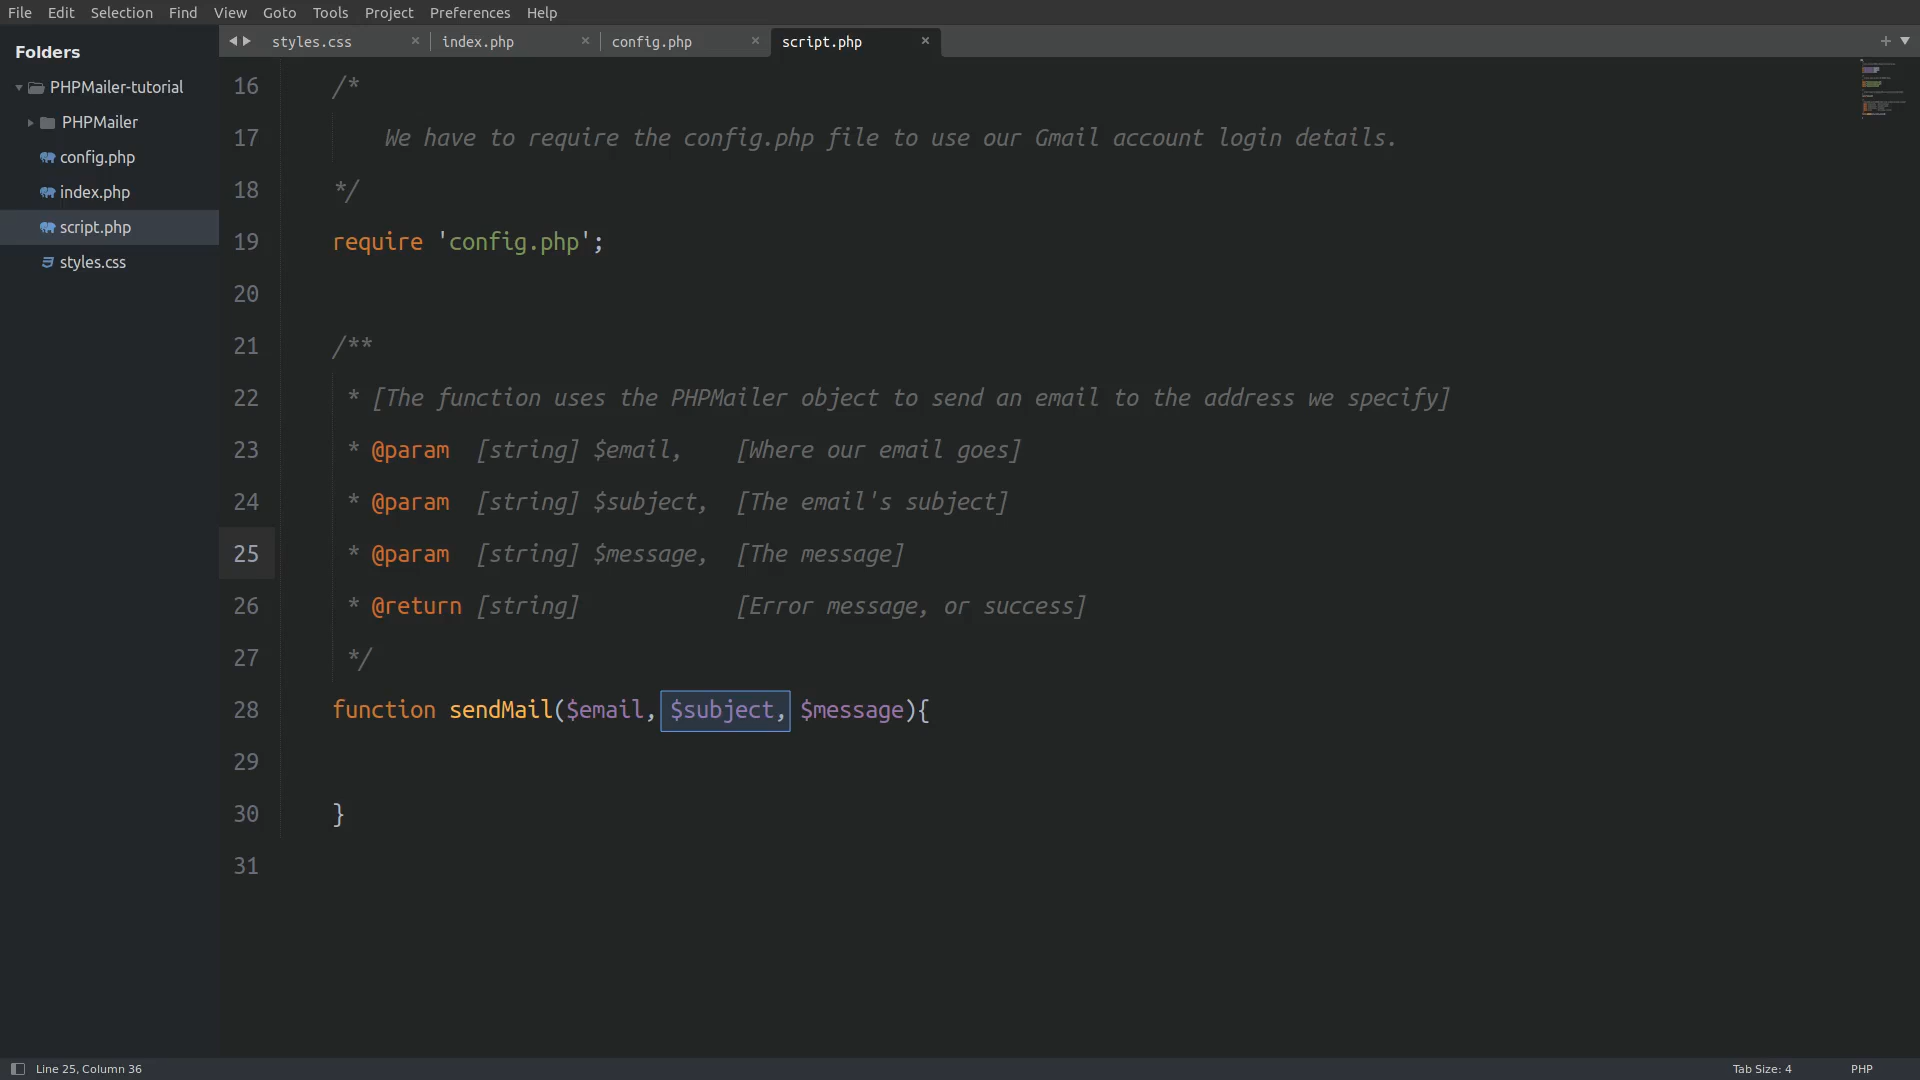 File Edit Selection Find View Goto Tools Project Preferences Help
Folders
PHPMailer-tutorial
PHPMailer
config.php
index.php
script.php
styles.css
styles.css × index.php × config.php × script.php ×
16 /*
17 We have to require the config.php file to use our Gmail account login details.
18 */
19 require 'config.php';
20
21 /**
22 * [The function uses the PHPMailer object to send an email to the address we specify]
23 * @param [string] $email, [Where our email goes]
24 * @param [string] $subject, [The email's subject]
25 * @param [string] $message, [The message]
26 * @return [string] [Error message, or success]
27 */
28 function sendMail($email, $subject, $message){
29
30 }
31
Line 25, Column 36
Tab Size: 4 PHP